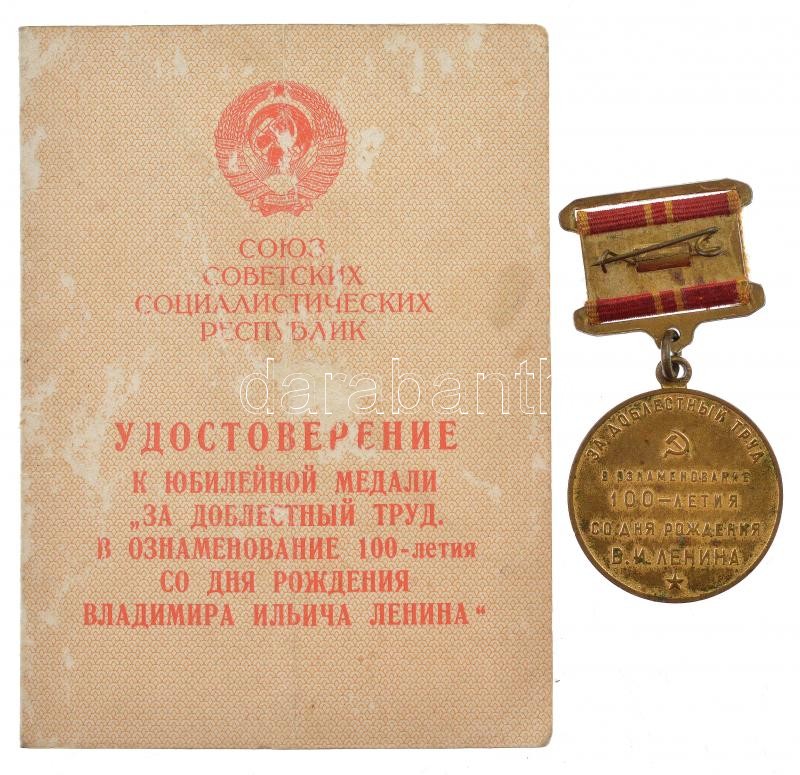 СОЮЗ
СОВЕТСКИХ
СОЦИАЛИСТИЧЕСКИХ
РЕСПУБЛИК
УДОСТОВЕРЕНИЕ
К ЮБИЛЕЙНОЙ МЕДАЛИ
„ЗА ДОБЛЕСТНЫЙ ТРУД.
В ОЗНАМЕНОВАНИЕ 100-летия
СО ДНЯ РОЖДЕНИЯ
ВЛАДИМИРА ИЛЬИЧА ЛЕНИНА“
darabanth
ЗА ДОБЛЕСТНЫЙ ТРУД
В ОЗНАМЕНОВАНИЕ
100-ЛЕТИЯ
СО ДНЯ РОЖДЕНИЯ
В. И. ЛЕНИНА